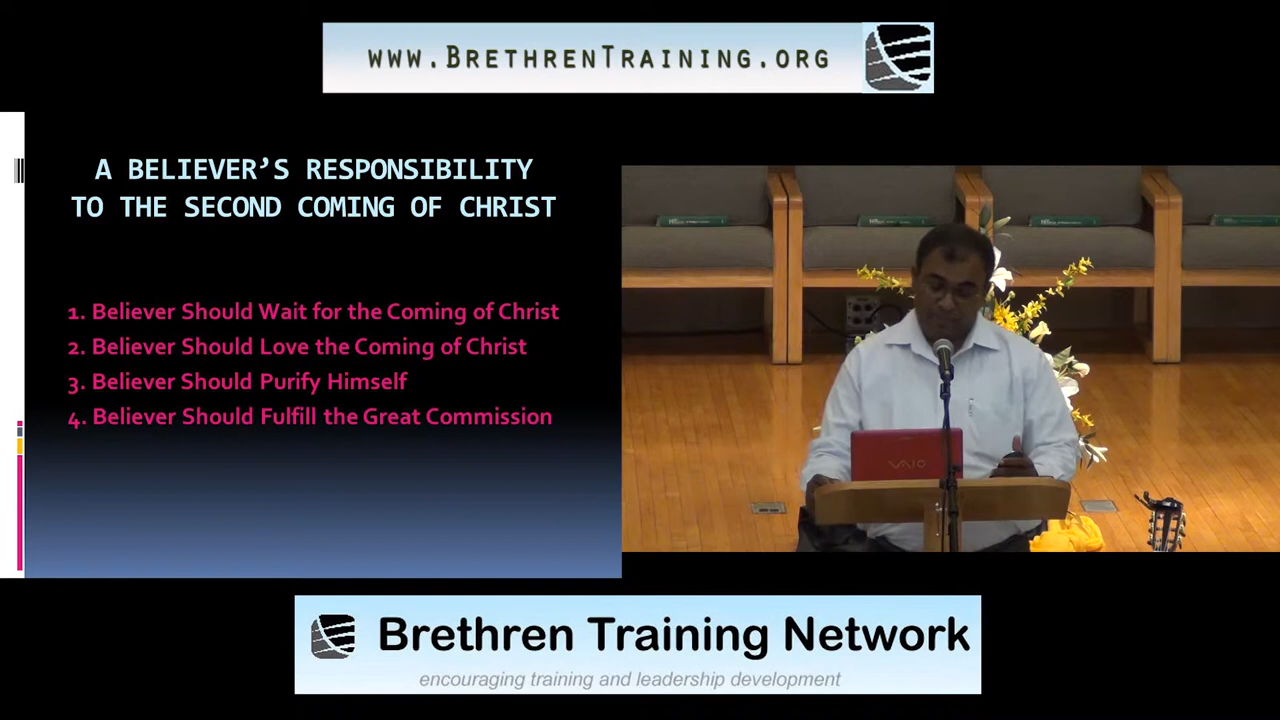 www.BrethrenTraining.org
A BELIEVER’S RESPONSIBILITY
TO THE SECOND COMING OF CHRIST
1. Believer Should Wait for the Coming of Christ
2. Believer Should Love the Coming of Christ
3. Believer Should Purify Himself
4. Believer Should Fulfill the Great Commission
VAIO
Brethren Training Network
encouraging training and leadership development